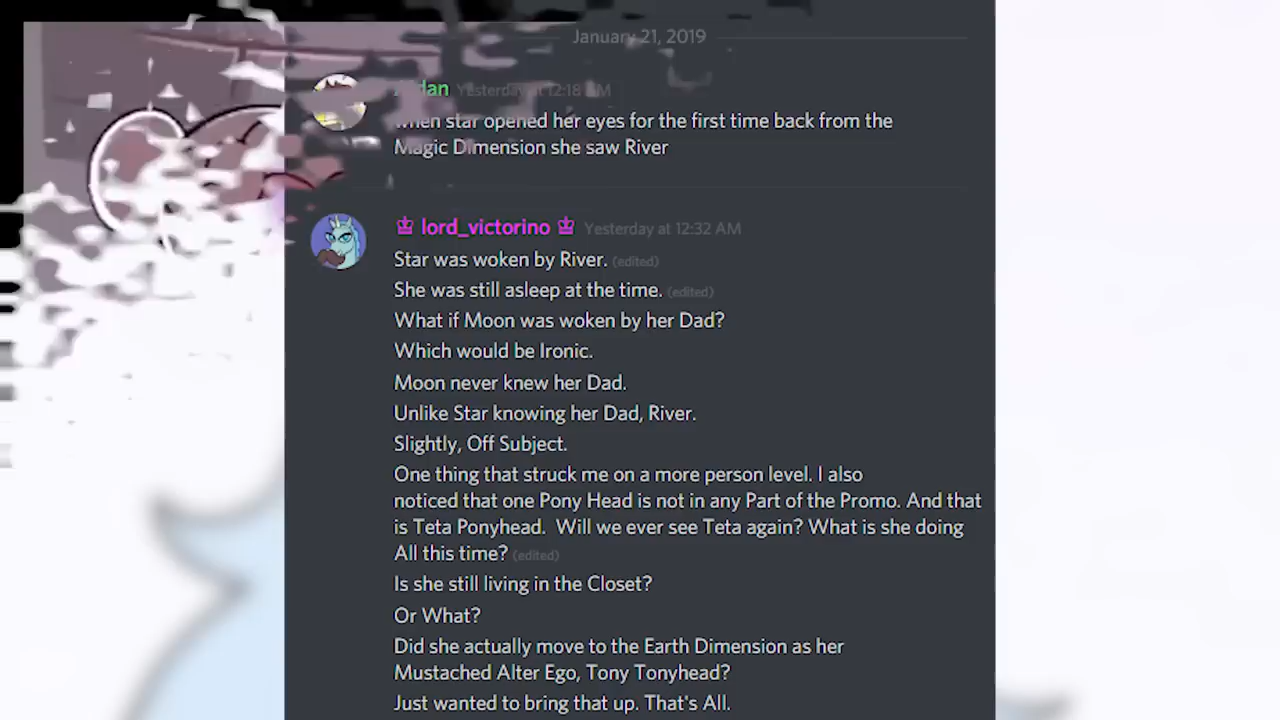 January 21, 2019
dan Yesterday at 12:18 AM
when star opened her eyes for the first time back from the
Magic Dimension she saw River
lord_victorino Yesterday at 12:32 AM
Star was woken by River. (edited)
She was still asleep at the time. (edited)
What if Moon was woken by her Dad?
Which would be Ironic.
Moon never knew her Dad.
Unlike Star knowing her Dad, River.
Slightly, Off Subject.
One thing that struck me on a more person level. I also
noticed that one Pony Head is not in any Part of the Promo. And that
is Teta Ponyhead. Will we ever see Teta again? What is she doing
All this time? (edited)
Is she still living in the Closet?
Or What?
Did she actually move to the Earth Dimension as her
Mustached Alter Ego, Tony Tonyhead?
Just wanted to bring that up. That's All.